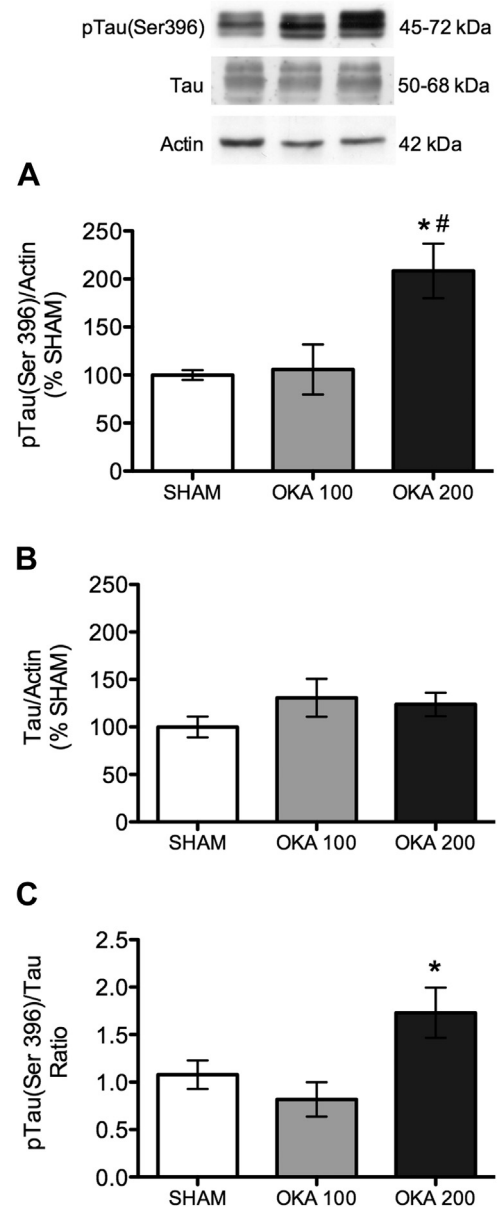 pTau(Ser396) 45-72 kDa
Tau 50-68 kDa
Actin 42 kDa
A
pTau(Ser 396)/Actin
(% SHAM)
250
200
150
100
50
0
* #
SHAM OKA 100 OKA 200
B
Tau/Actin
(% SHAM)
250
200
150
100
50
0
SHAM OKA 100 OKA 200
C
pTau(Ser 396)/Tau
Ratio
2.5
2.0
1.5
1.0
0.5
0.0
*
SHAM OKA 100 OKA 200